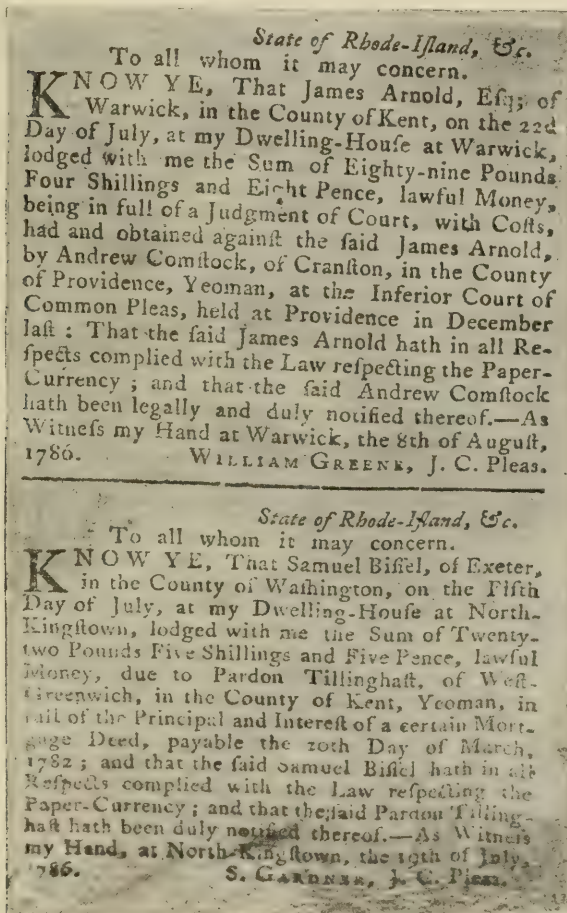 State of Rhode-Iſland, &c.
To all whom it may concern.
KNOW YE, That James Arnold, Eſq; of
Warwick, in the County of Kent, on the 22d
Day of July, at my Dwelling-Houſe at Warwick,
lodged with me the Sum of Eighty-nine Pounds
Four Shillings and Eight Pence, lawful Money,
being in full of a Judgment of Court, with Coſts,
had and obtained againſt the ſaid James Arnold,
by Andrew Comſtock, of Cranſton, in the County
of Providence, Yeoman, at the Inferior Court of
Common Pleas, held at Providence in December
laſt: That the ſaid James Arnold hath in all Re-
ſpects complied with the Law reſpecting the Paper-
Currency; and that the ſaid Andrew Comſtock
hath been legally and duly notified thereof.—As
Witneſs my Hand at Warwick, the 8th of Auguſt,
1786. WILLIAM GREENE, J. C. Pleas.
State of Rhode-Iſland, &c.
To all whom it may concern.
KNOW YE, That Samuel Biſſel, of Exeter,
in the County of Waſhington, on the Fifth
Day of July, at my Dwelling-Houſe at North-
Kingſtown, lodged with me the Sum of Twenty-
two Pounds Five Shillings and Five Pence, lawful
Money, due to Pardon Tillinghaſt, of Weſt-
Greenwich, in the County of Kent, Yeoman, in
full of the Principal and Intereſt of a certain Mort-
gage Deed, payable the 20th Day of March,
1782; and that the ſaid Samuel Biſſel hath in all
Reſpects complied with the Law reſpecting the
Paper-Currency; and that the ſaid Pardon Tilling-
haſt hath been duly notified thereof.—As Witneſs
my Hand, at North-Kingſtown, the 19th of July,
1786. S. GARDNER, J. C. Pleas.